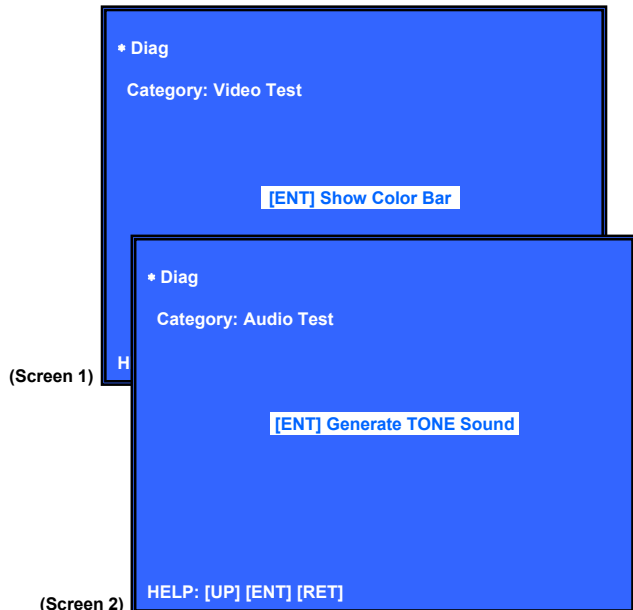 * Diag
Category: Video Test
[ENT] Show Color Bar
H
(Screen 1)
* Diag
Category: Audio Test
[ENT] Generate TONE Sound
HELP: [UP] [ENT] [RET]
(Screen 2)